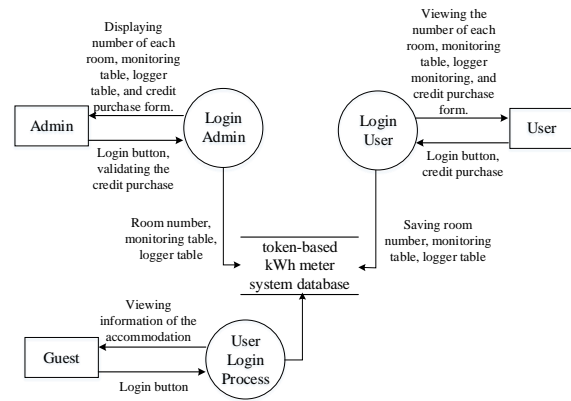 Displaying
number of each
room, monitoring
table, logger
table, and credit
purchase form.
Admin
Login
Admin
Login button,
validating the
credit purchase
Viewing the
number of each
room, monitoring
table, logger
monitoring, and
credit purchase
form.
Login
User
User
Login button,
credit purchase
Room number,
monitoring table,
logger table
token-based
kWh meter
system database
Saving room
number, monitoring
table, logger table
Viewing
information of the
accommodation
Guest
User
Login
Process
Login button